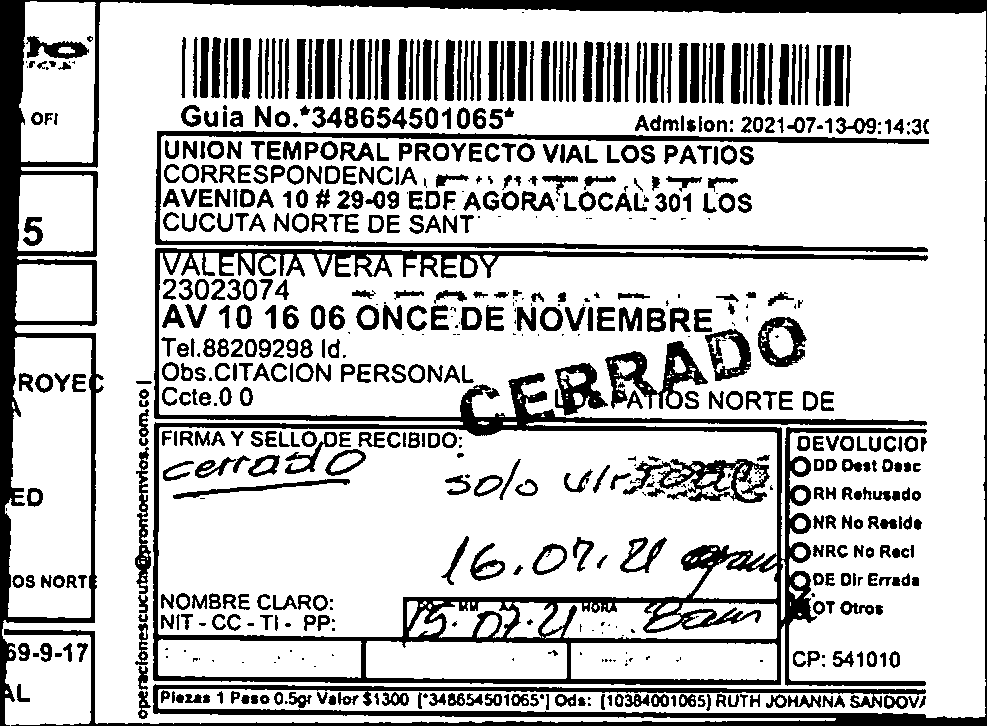 OFI
5
ROYEC
ED
OS NORTE
69-9-17
AL
Guia No.*348654501065*
Admision: 2021-07-13-09:14:30
UNION TEMPORAL PROYECTO VIAL LOS PATIOS
CORRESPONDENCIA
AVENIDA 10 # 29-09 EDF AGORA LOCAL 301 LOS
CUCUTA NORTE DE SANT
VALENCIA VERA FREDY
23023074
AV 10 16 06 ONCE DE NOVIEMBRE
Tel.88209298 Id.
Obs.CITACION PERSONAL
Ccte.0 0
LOS PATIOS NORTE DE
CERRADO
operacionescucuta@prontoenvios.com.co
FIRMA Y SELLO DE RECIBIDO:
cerrado
solo
16.07.21
NOMBRE CLARO:
NIT - CC - TI - PP:
MM
HORA
15.07.21
DEVOLUCION
DD Dest Desc
RH Rehusado
NR No Reside
NRC No Recl
DE Dir Errada
OT Otros
CP: 541010
Piezas 1 Peso 0.5gr Valor $1300 [*348654501065*] Ods: [10384001065) RUTH JOHANNA SANDOVA